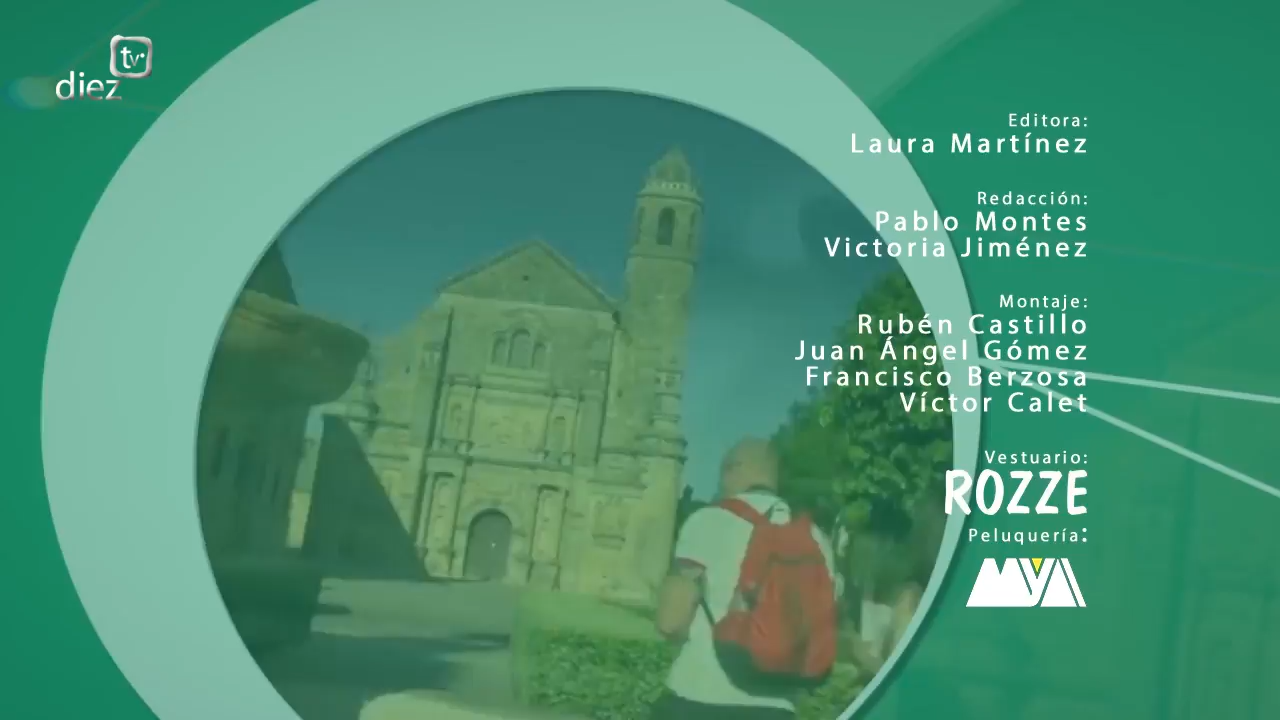 diez tv
Editora:
Laura Martínez
Redacción:
Pablo Montes
Victoria Jiménez
Montaje:
Rubén Castillo
Juan Ángel Gómez
Francisco Berzosa
Víctor Calet
Vestuario:
ROZZE
Peluquería:
MYA